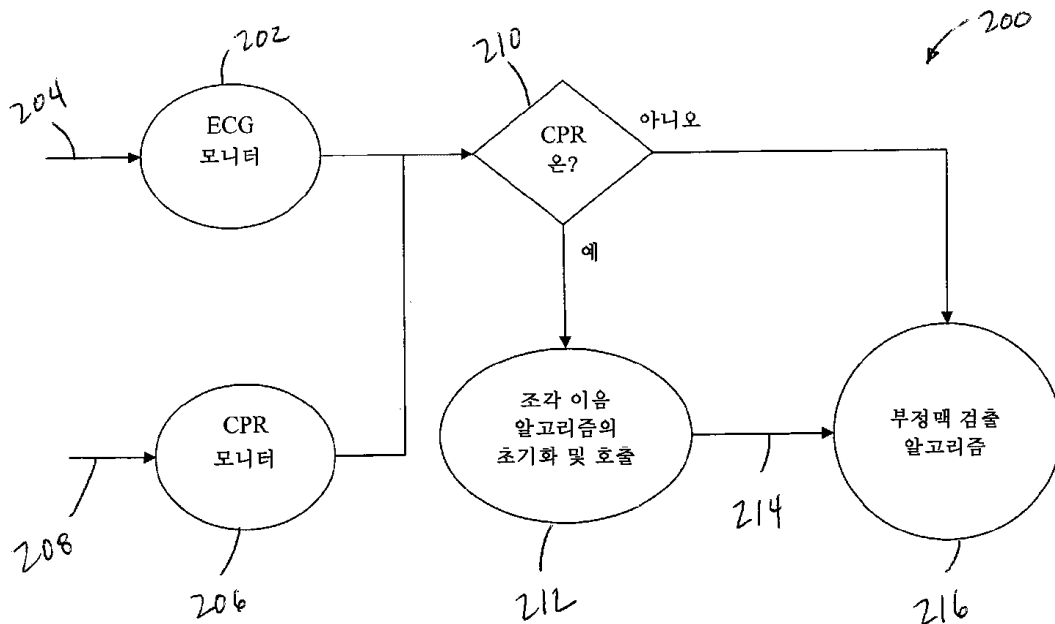 200
202
210
204
ECG
모니터
CPR
온?
아니오
예
CPR
모니터
조각 이음
알고리즘의
초기화 및 호출
부정맥 검출
알고리즘
208
206
212
214
216